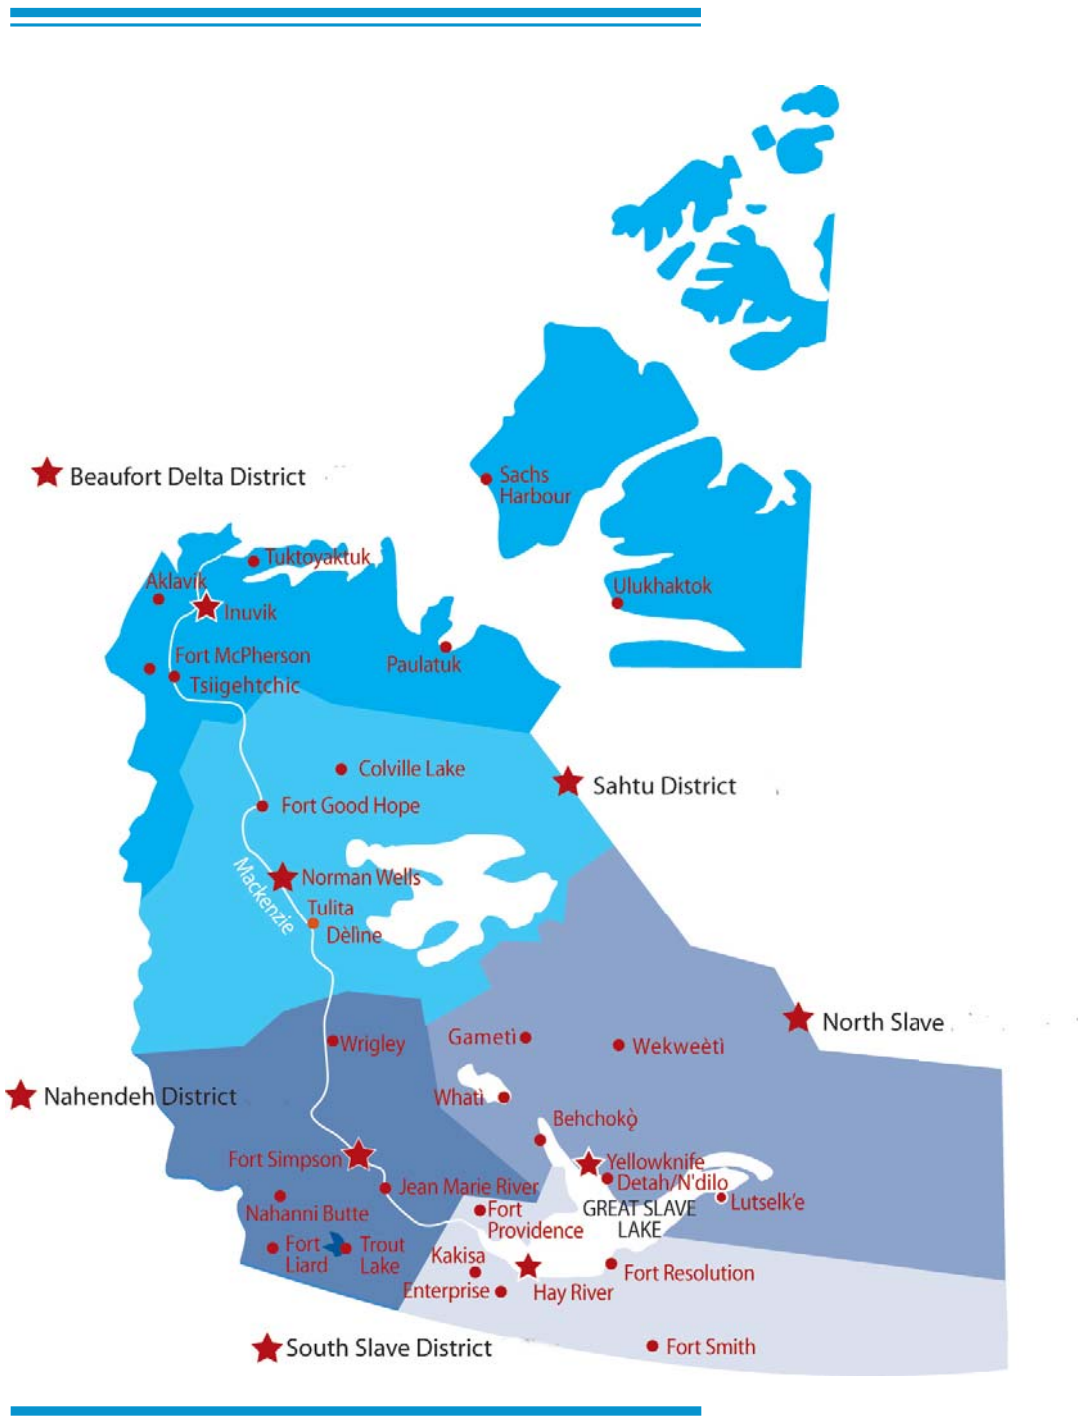 Beaufort Delta District
Sachs
Harbour
Tuktoyaktuk
Aklavik
Inuvik
Ulukhaktok
Fort McPherson
Paulatuk
Tsiigehtchic
Colville Lake
Sahtu District
Fort Good Hope
Mackenzie
Norman Wells
Tulita
Dèlìne
North Slave
Wrigley
Gametì
Wekweètì
Nahendeh District
Whatì
Behchokǫ̀
Fort Simpson
Yellowknife
Detah/N'dilo
Jean Marie River
Lutselk'e
Nahanni Butte
Fort
Providence
GREAT SLAVE
LAKE
Fort
Liard
Trout
Lake
Kakisa
Fort Resolution
Enterprise
Hay River
South Slave District
Fort Smith